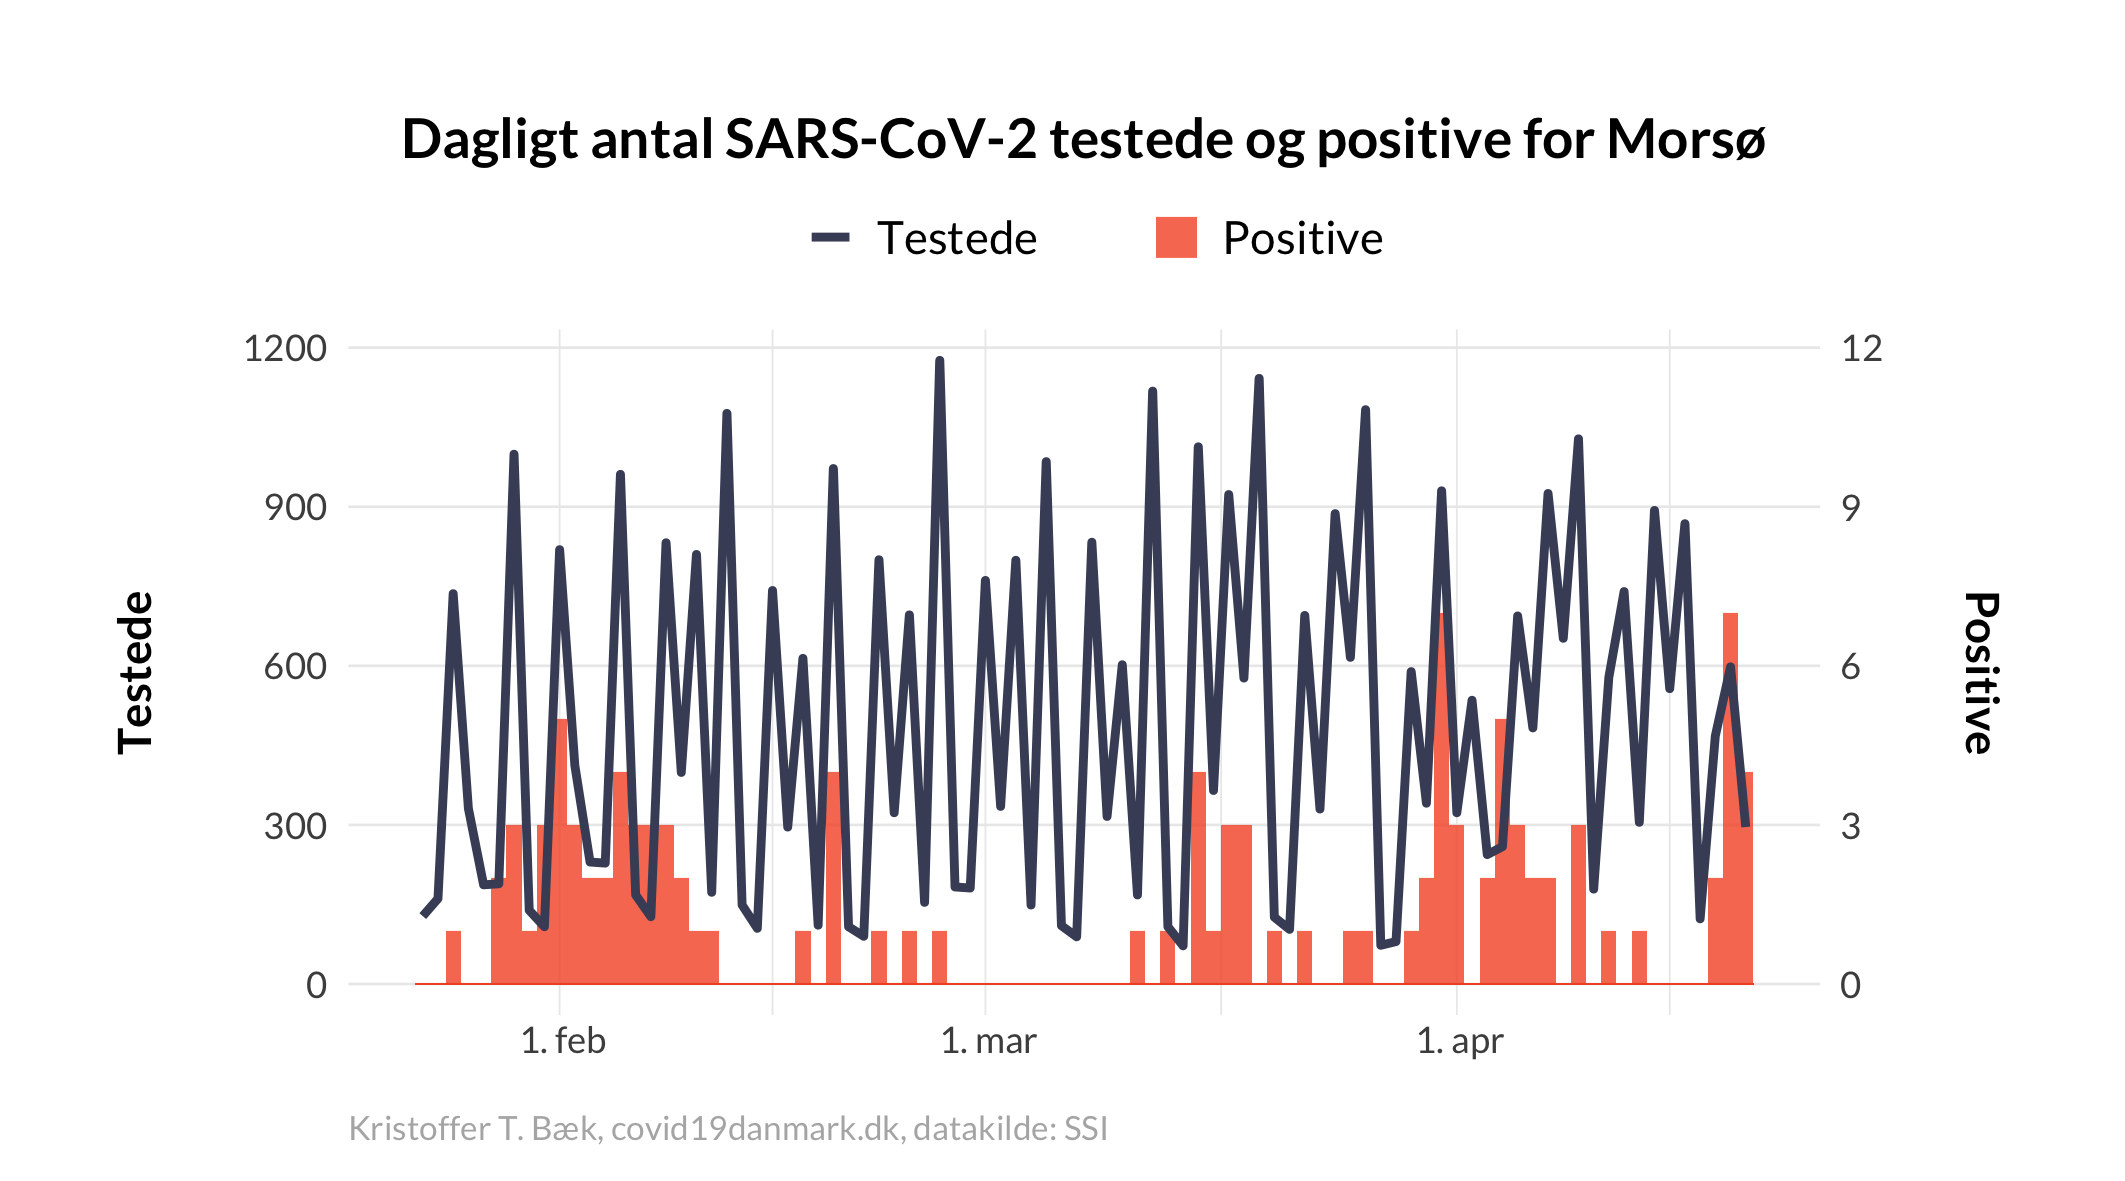 Dagligt antal SARS-CoV-2 testede og positive for Morsø
Testede
Positive
1200
900
600
300
0
Testede
12
9
6
3
0
Positive
1. feb
1. mar
1. apr
Kristoffer T. Bæk, covid19danmark.dk, datakilde: SSI